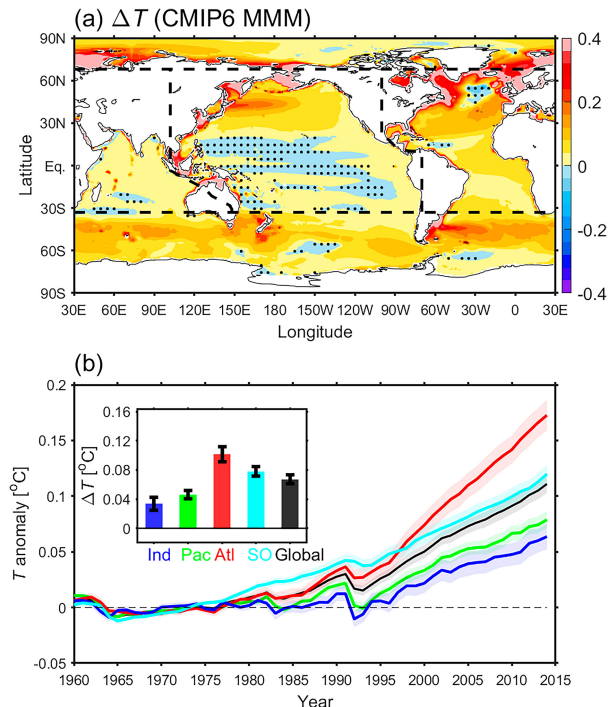 (a) Δ T (CMIP6 MMM)
90N
60N
30N
Eq.
30S
60S
90S
Latitude
30E 60E 90E 120E 150E 180 150W 120W 90W 60W 30W 0 30E
Longitude
0.4
0.2
0
-0.2
-0.4
(b)
0.2
0.15
0.1
0.05
0
-0.05
T anomaly [°C]
0.16
0.12
0.08
0.04
0
Δ T [°C]
Ind Pac Atl SO Global
1960 1965 1970 1975 1980 1985 1990 1995 2000 2005 2010 2015
Year